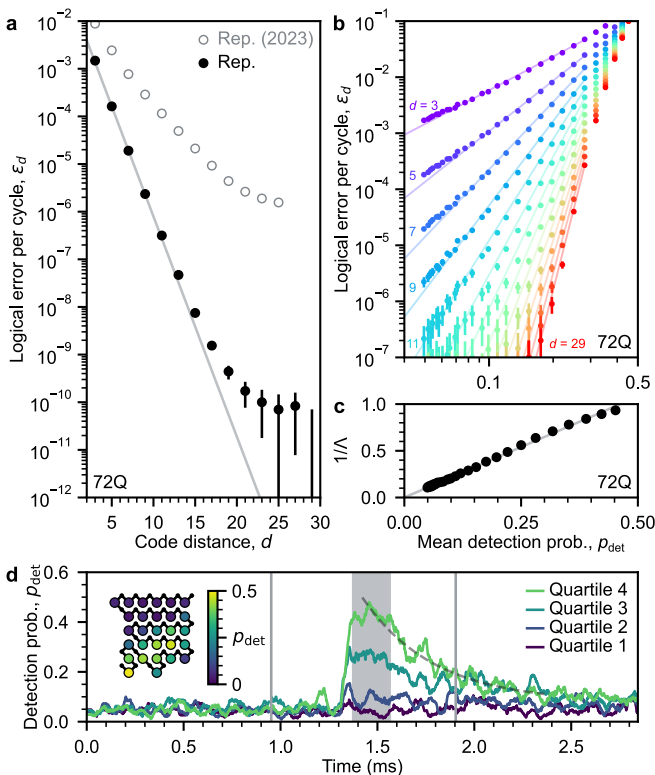 a
Logical error per cycle, εd
10⁻²
10⁻³
10⁻⁴
10⁻⁵
10⁻⁶
10⁻⁷
10⁻⁸
10⁻⁹
10⁻¹⁰
10⁻¹¹
10⁻¹²
Rep. (2023)
Rep.
72Q
5 10 15 20 25 30
Code distance, d
b
Logical error per cycle, εd
10⁻¹
10⁻²
10⁻³
10⁻⁴
10⁻⁵
10⁻⁶
10⁻⁷
d = 3
5
7
9
11
d = 29
72Q
0.1 0.5
c
1/Λ
1.0
0.5
0.0
72Q
0.00 0.25 0.50
Mean detection prob., pdet
d
Detection prob., pdet
0.6
0.4
0.2
0.0
0.5
pdet
0
Quartile 4
Quartile 3
Quartile 2
Quartile 1
0.0 0.5 1.0 1.5 2.0 2.5
Time (ms)